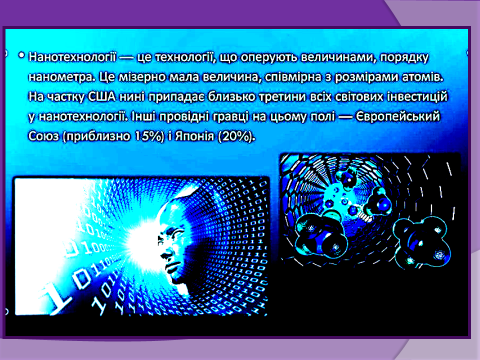 • Нанотехнології — це технології, що оперують величинами, порядку
нанометра. Це мізерно мала величина, співмірна з розмірами атомів.
На частку США нині припадає близько третини всіх світових інвестицій
у нанотехнології. Інші провідні гравці на цьому полі — Європейський
Союз (приблизно 15%) і Японія (20%).